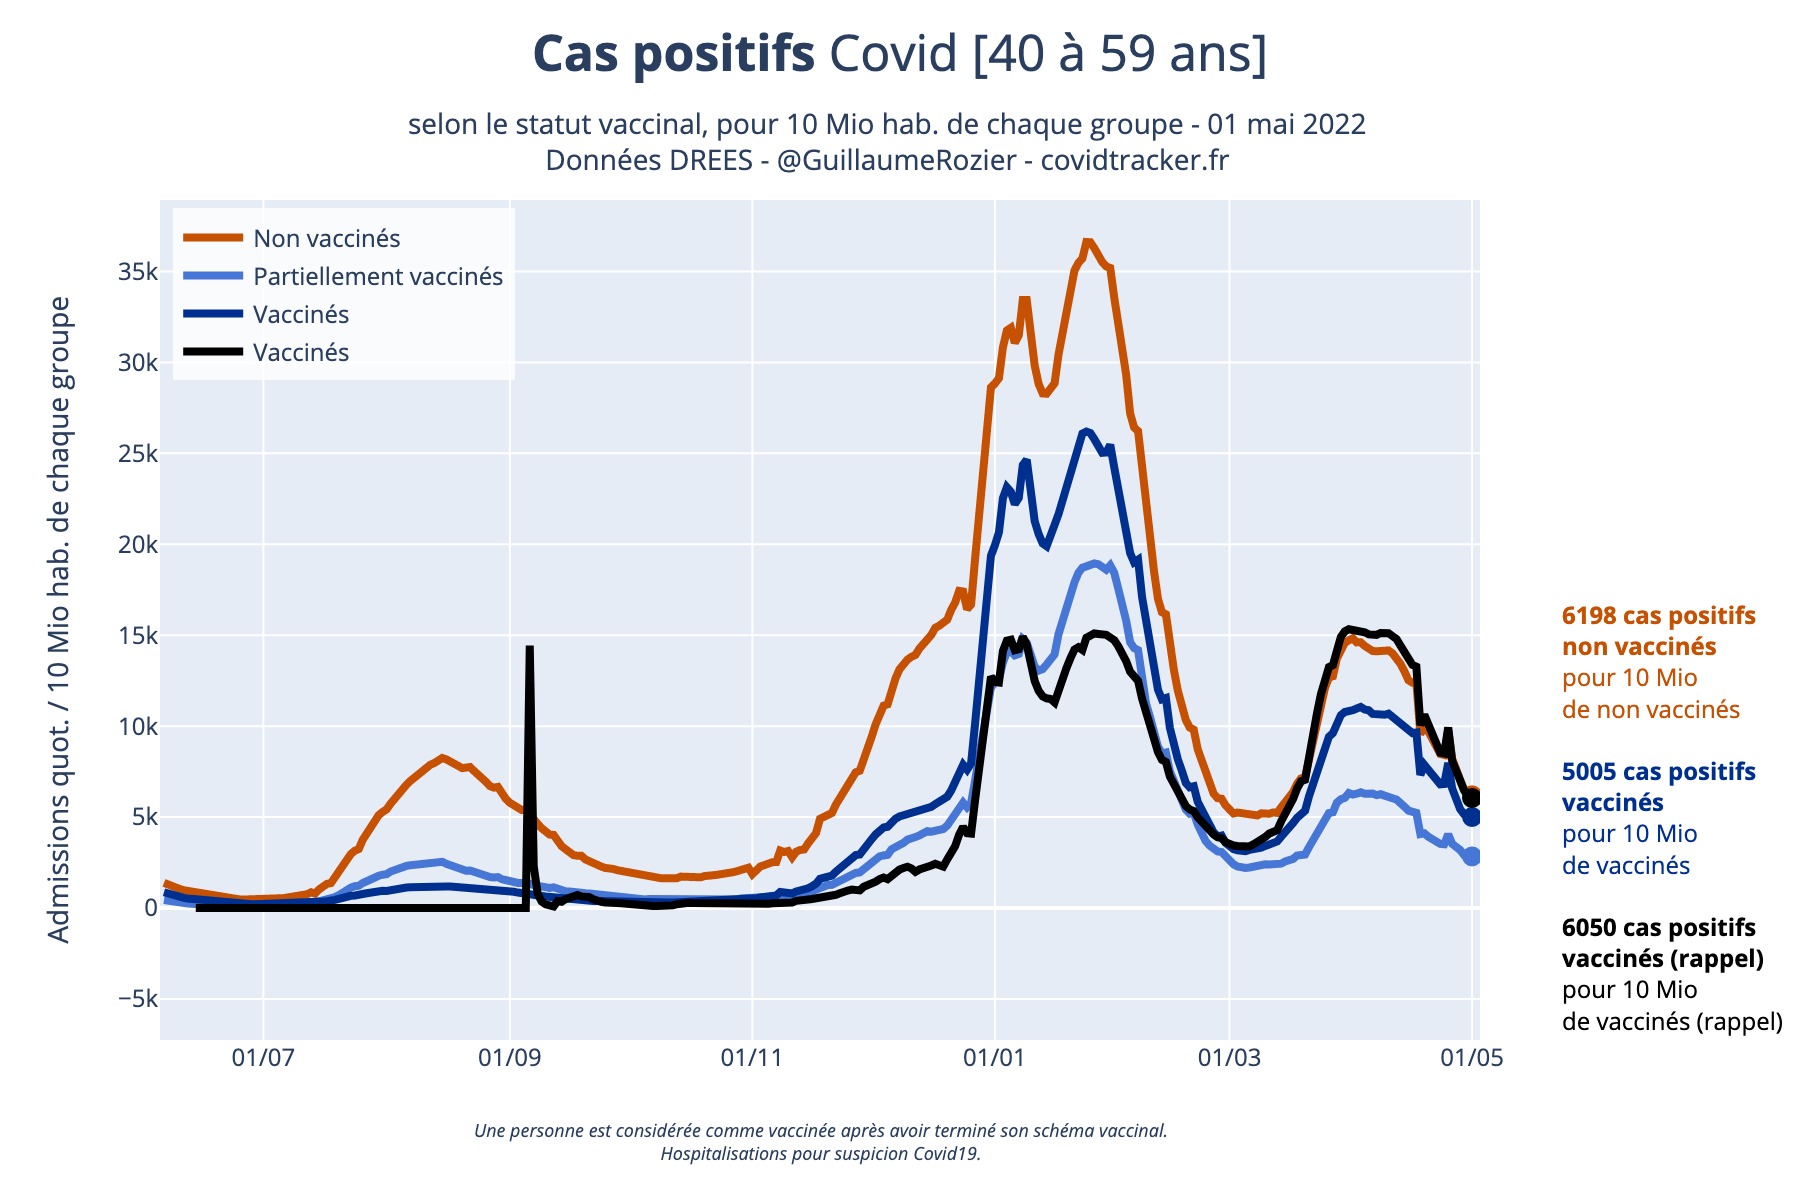 Cas positifs Covid [40 à 59 ans]
selon le statut vaccinal, pour 10 Mio hab. de chaque groupe - 01 mai 2022
Données DREES - @GuillaumeRozier - covidtracker.fr
Admissions quot. / 10 Mio hab. de chaque groupe
Non vaccinés
Partiellement vaccinés
Vaccinés
Vaccinés
35k
30k
25k
20k
15k
10k
5k
0
−5k
01/07
01/09
01/11
01/01
01/03
01/05
6198 cas positifs
non vaccinés
pour 10 Mio
de non vaccinés
5005 cas positifs
vaccinés
pour 10 Mio
de vaccinés
6050 cas positifs
vaccinés (rappel)
pour 10 Mio
de vaccinés (rappel)
Une personne est considérée comme vaccinée après avoir terminé son schéma vaccinal.
Hospitalisations pour suspicion Covid19.